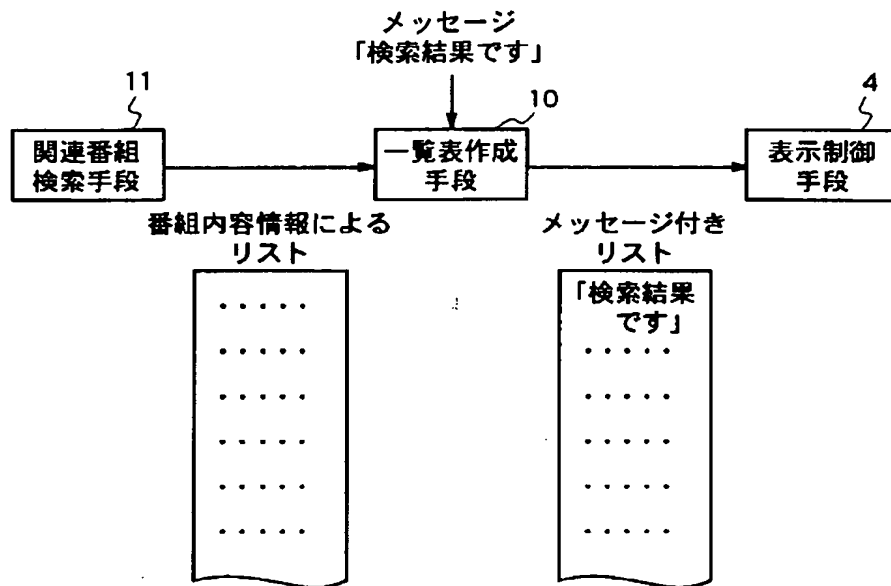 メッセージ
「検索結果です」
11
10
4
関連番組
検索手段
一覧表作成
手段
表示制御
手段
番組内容情報による
リスト
メッセージ付き
リスト
「検索結果
です」